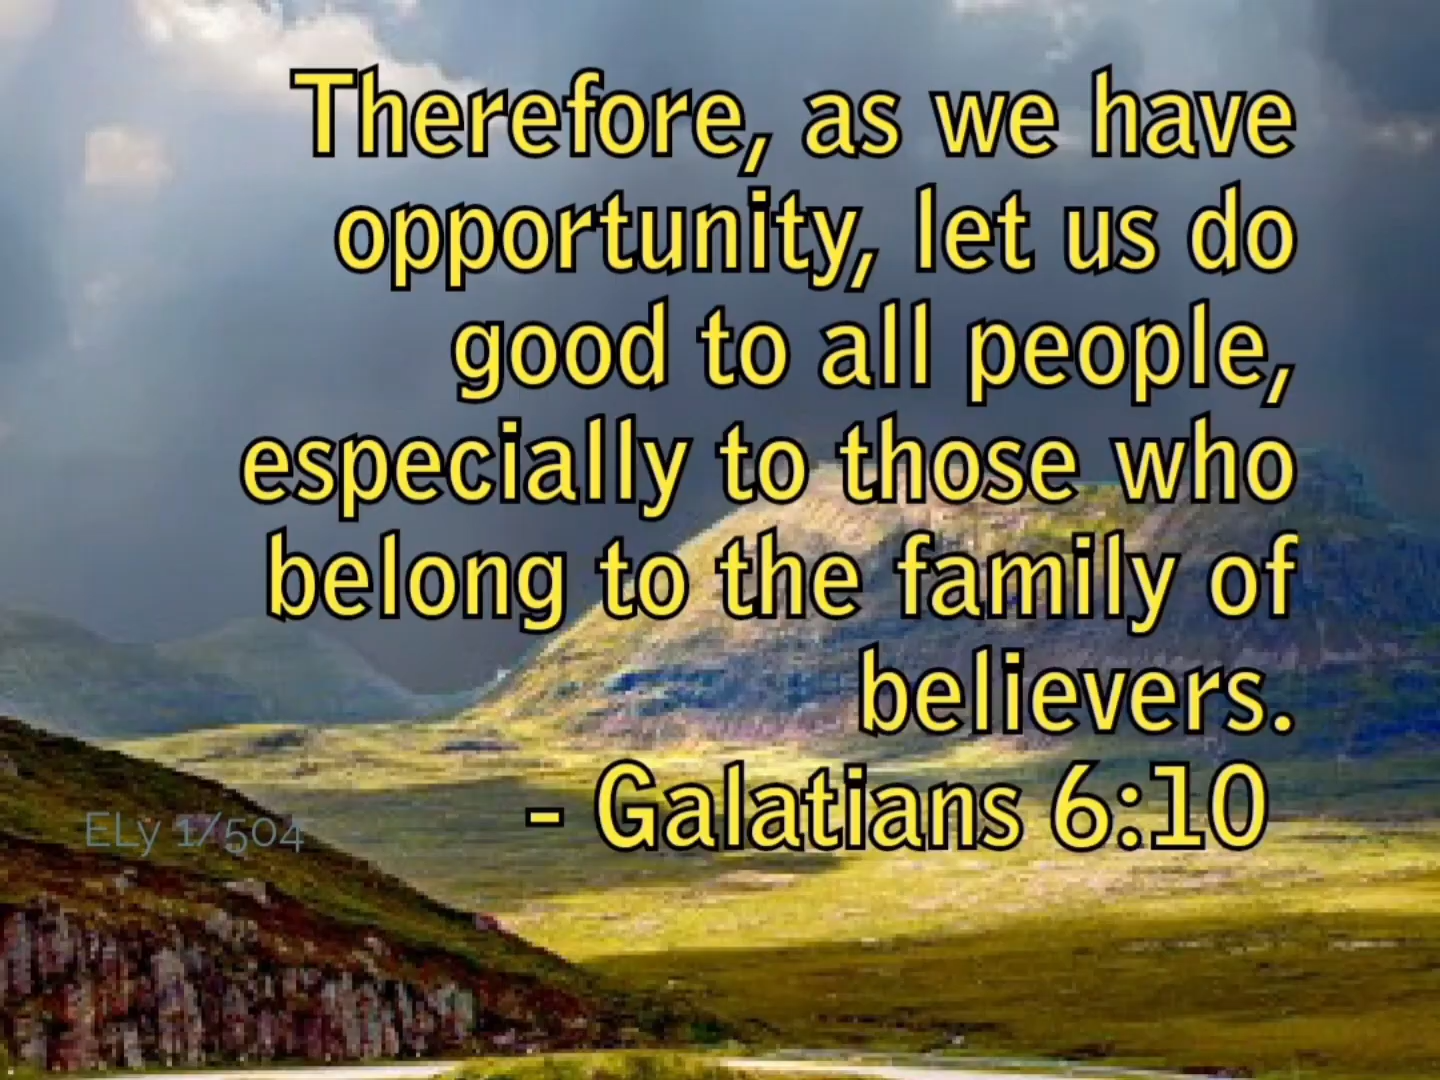 Therefore, as we have
opportunity, let us do
good to all people,
especially to those who
belong to the family of
believers.
- Galatians 6:10
ELy 1/504